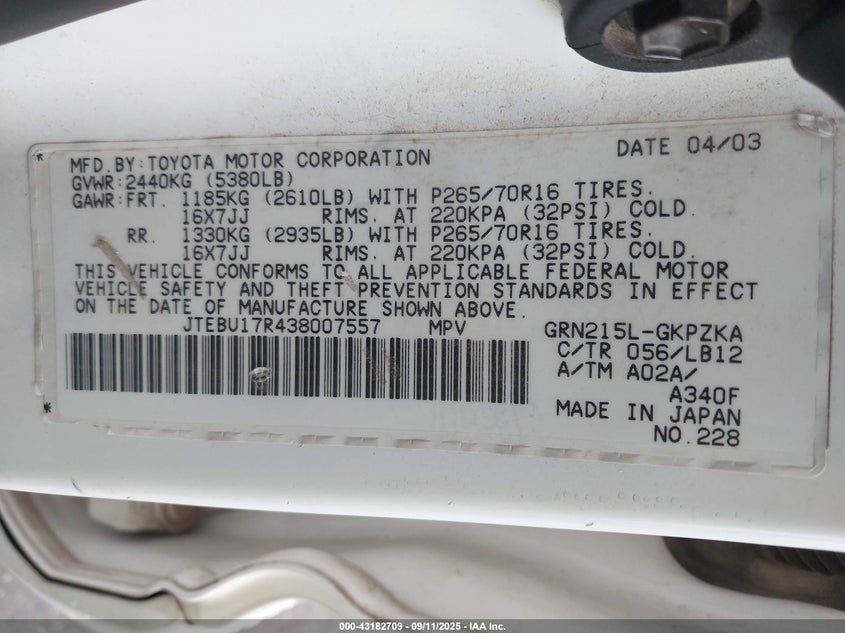 MFD.BY:TOYOTA MOTOR CORPORATION DATE 04/03
GVWR:2440KG (5380LB)
GAWR:FRT. 1185KG (2610LB) WITH P265/70R16 TIRES.
16X7JJ RIMS. AT 220KPA (32PSI) COLD.
RR. 1330KG (2935LB) WITH P265/70R16 TIRES.
16X7JJ RIMS. AT 220KPA (32PSI) COLD.
THIS VEHICLE CONFORMS TO ALL APPLICABLE FEDERAL MOTOR
VEHICLE SAFETY AND THEFT PREVENTION STANDARDS IN EFFECT
ON THE DATE OF MANUFACTURE SHOWN ABOVE.
JTEBU17R438007557 MPV GRN215L-GKPZKA
C/TR 056/LB12
A/TM A02A/
A340F
MADE IN JAPAN
NO.228
000-43182709 - 09/11/2025 - IAA Inc.